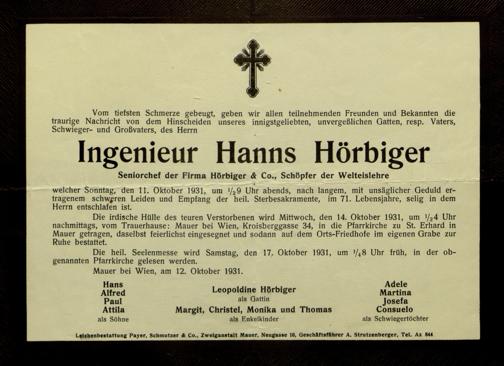 Vom tiefsten Schmerze gebeugt, geben wir allen teilnehmenden Freunden und Bekannten die
traurige Nachricht von dem Hinscheiden unseres innigstgeliebten, unvergeßlichen Gatten, resp. Vaters,
Schwieger- und Großvaters, des Herrn
Ingenieur Hanns Hörbiger
Seniorchef der Firma Hörbiger & Co., Schöpfer der Welteislehre
welcher Sonntag, den 11. Oktober 1931, um 1/29 Uhr abends, nach langem, mit unsäglicher Geduld er-
tragenem schweren Leiden und Empfang der heil. Sterbesakramente, im 71. Lebensjahre, selig in dem
Herrn entschlafen ist.
Die irdische Hülle des teuren Verstorbenen wird Mittwoch, den 14. Oktober 1931, um 1/24 Uhr
nachmittags, vom Trauerhause: Mauer bei Wien, Kroisberggasse 34, in die Pfarrkirche zu St. Erhard in
Mauer getragen, daselbst feierlichst eingesegnet und sodann auf dem Orts-Friedhofe im eigenen Grabe zur
Ruhe bestattet.
Die heil. Seelenmesse wird Samstag, den 17. Oktober 1931, um 1/48 Uhr früh, in der ob-
genannten Pfarrkirche gelesen werden.
Mauer bei Wien, am 12. Oktober 1931.
Hans
Alfred
Paul
Attila
als Söhne
Leopoldine Hörbiger
als Gattin
Margit, Christel, Monika und Thomas
als Enkelkinder
Adele
Martina
Josefa
Consuelo
als Schwiegertöchter
Leichenbestattung Payer, Schmutzer & Co., Zweiganstalt Mauer, Neugasse 10, Geschäftsführer A. Strutzenberger, Tel. Az 844